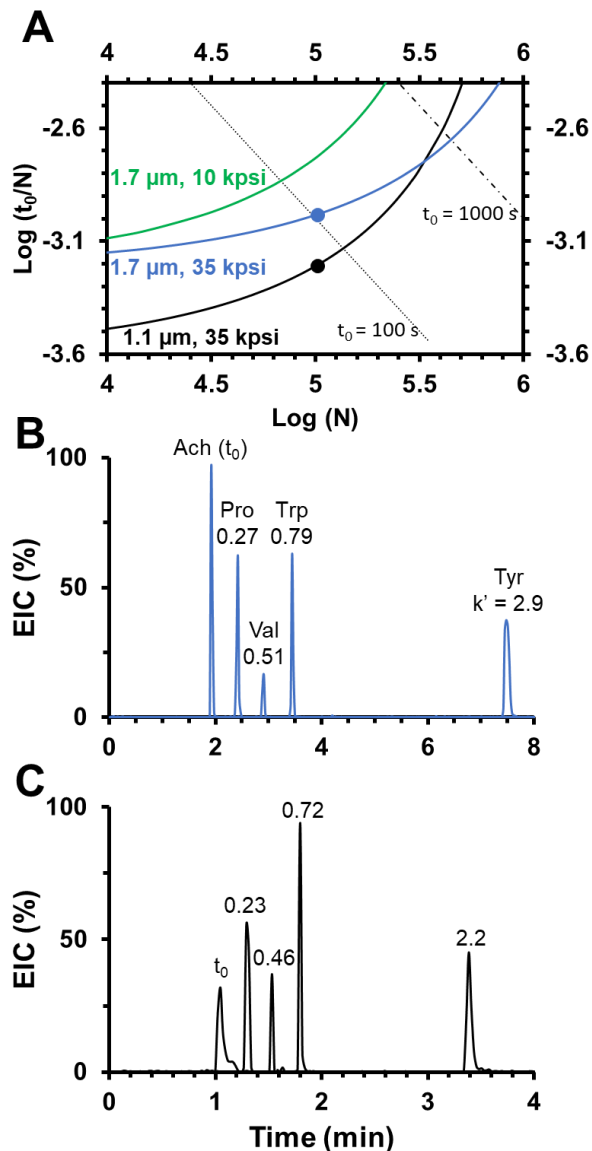 A
4 4.5 5 5.5 6
Log (t0/N)
-2.6 -2.6
1.7 µm, 10 kpsi
t0 = 1000 s
-3.1 -3.1
1.7 µm, 35 kpsi
1.1 µm, 35 kpsi
t0 = 100 s
-3.6 -3.6
4 4.5 5 5.5 6
Log (N)
B
EIC (%)
100
Ach (t0)
Pro Trp
0.27 0.79
Tyr
k' = 2.9
50
Val
0.51
0
0 2 4 6 8
C
EIC (%)
100
0.72
0.23
50
0.46 2.2
t0
0
0 1 2 3 4
Time (min)